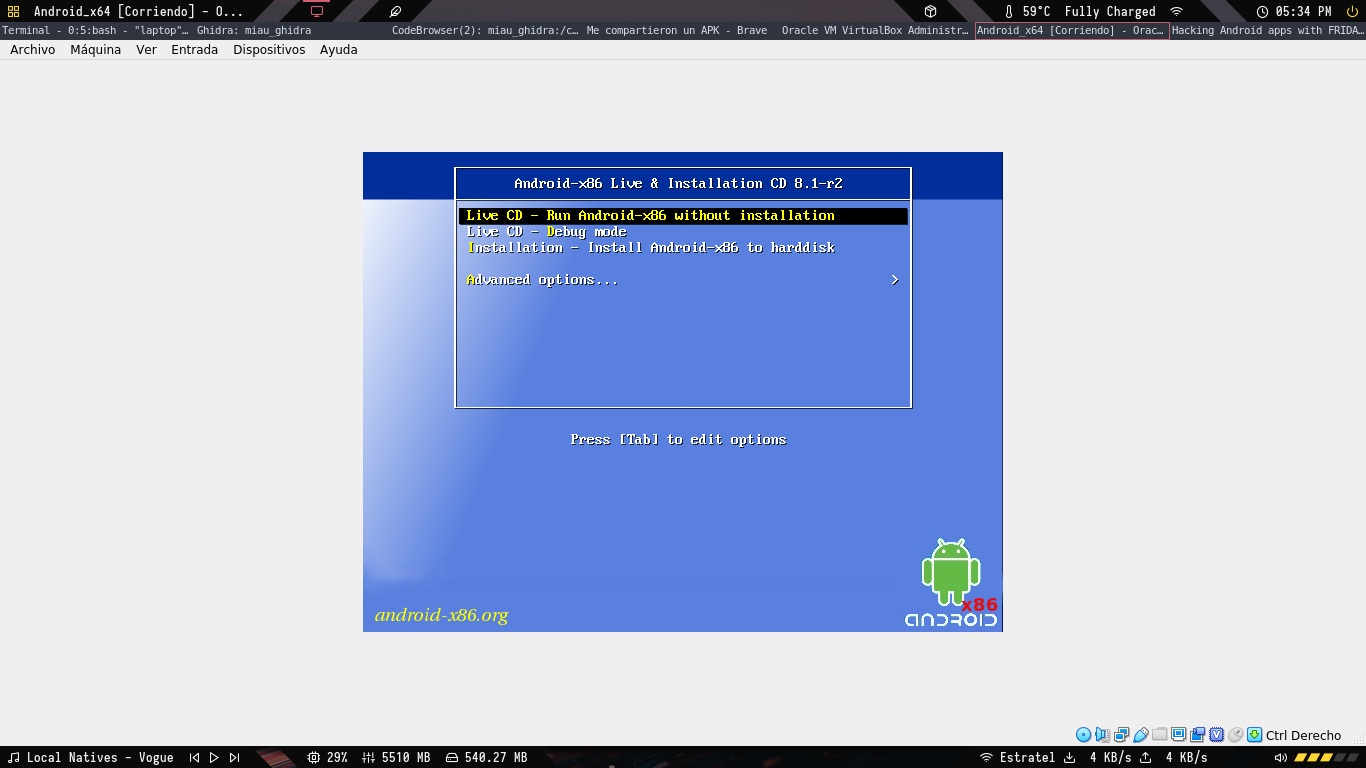 Android_x64 [Corriendo] - O...
59°C Fully Charged
05:34 PM
Terminal - 0:5:bash - "laptop"... Ghidra: miau_ghidra CodeBrowser(2): miau_ghidra:/c... Me compartieron un APK - Brave Oracle VM VirtualBox Administr... Android_x64 [Corriendo] - Orac... Hacking Android apps with FRIDA...
Archivo Máquina Ver Entrada Dispositivos Ayuda
Android-x86 Live & Installation CD 8.1-r2
Live CD - Run Android-x86 without installation
Live CD - Debug mode
Installation - Install Android-x86 to harddisk
Advanced options... >
Press [Tab] to edit options
x86
android-x86.org
ANDROID
Ctrl Derecho
Local Natives - Vogue
29% 5510 MB 540.27 MB
Estratel 4 KB/s 4 KB/s